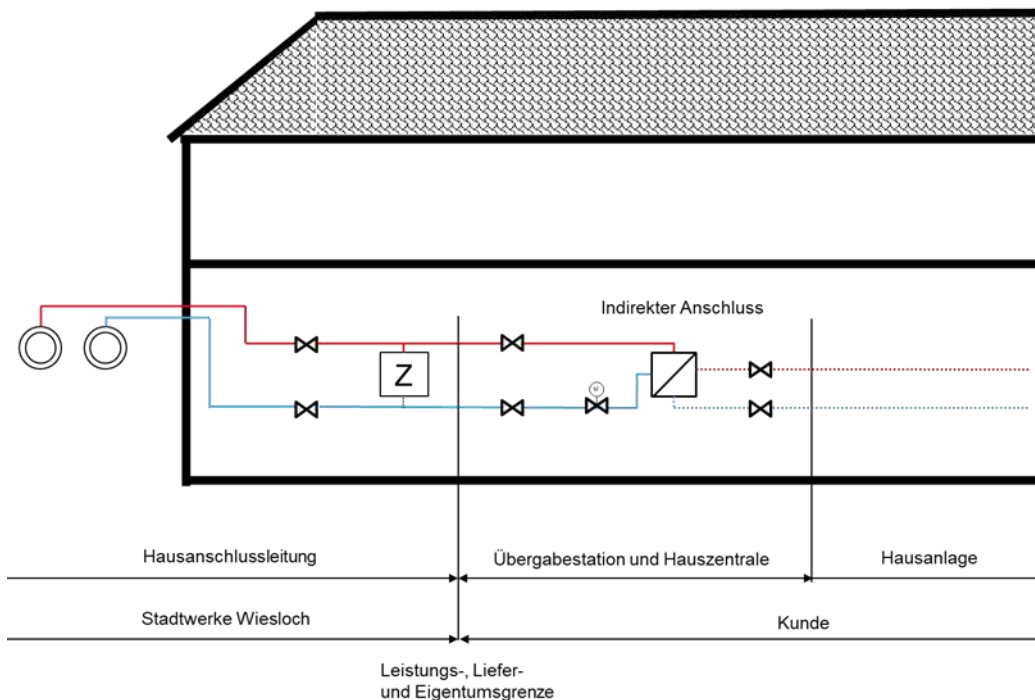 Indirekter Anschluss
M
Z
Hausanschlussleitung
Übergabestation und Hauszentrale
Hausanlage
Stadtwerke Wiesloch
Kunde
Leistungs-, Liefer-
und Eigentumsgrenze